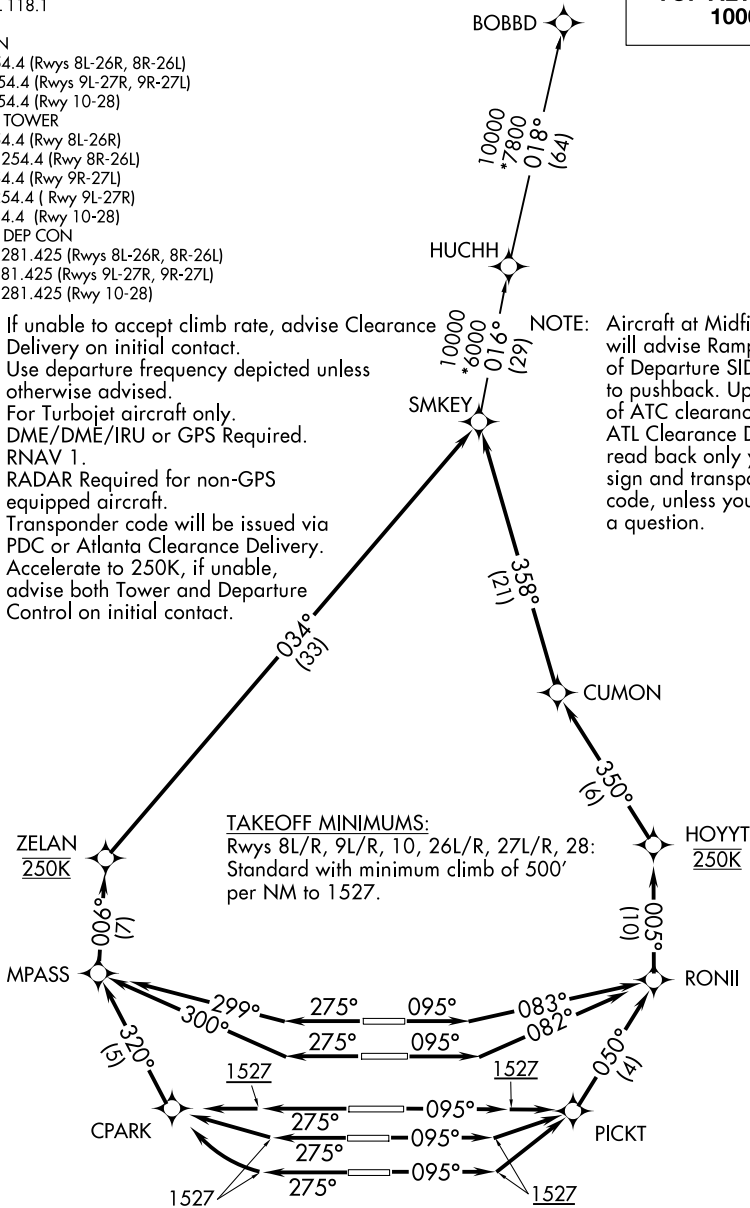 118.1
4.4 (Rwys 8L-26R, 8R-26L)
54.4 (Rwys 9L-27R, 9R-27L)
54.4 (Rwy 10-28)
TOWER
4.4 (Rwy 8L-26R)
254.4 (Rwy 8R-26L)
4.4 (Rwy 9R-27L)
54.4 ( Rwy 9L-27R)
4.4 (Rwy 10-28)
DEP CON
281.425 (Rwys 8L-26R, 8R-26L)
81.425 (Rwys 9L-27R, 9R-27L)
281.425 (Rwy 10-28)
If unable to accept climb rate, advise Clearance
Delivery on initial contact.
Use departure frequency depicted unless
otherwise advised.
For Turbojet aircraft only.
DME/DME/IRU or GPS Required.
RNAV 1.
RADAR Required for non-GPS
equipped aircraft.
Transponder code will be issued via
PDC or Atlanta Clearance Delivery.
Accelerate to 250K, if unable,
advise both Tower and Departure
Control on initial contact.
1000
BOBBD
10000
*7800
018°
(64)
HUCHH
10000
*6000
016°
(29)
SMKEY
NOTE: Aircraft at Midfi
will advise Ramp
of Departure SID
to pushback. Up
of ATC clearanc
ATL Clearance D
read back only y
sign and transpo
code, unless you
a question.
034°
(33)
358°
(21)
CUMON
350°
(6)
ZELAN
250K
TAKEOFF MINIMUMS:
Rwys 8L/R, 9L/R, 10, 26L/R, 27L/R, 28:
Standard with minimum climb of 500'
per NM to 1527.
HOYYT
250K
006°
(7)
005°
(10)
MPASS
RONII
299°
275°
095°
083°
300°
275°
095°
082°
320°
(5)
050°
(4)
1527
1527
CPARK
275°
095°
PICKT
275°
095°
275°
095°
1527
1527